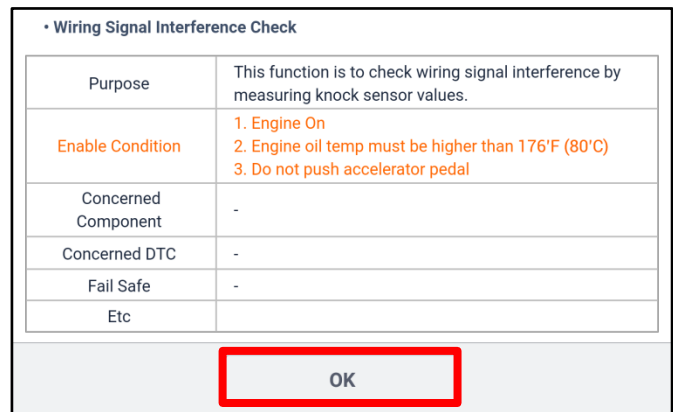 • Wiring Signal Interference Check
Purpose
This function is to check wiring signal interference by
measuring knock sensor values.
Enable Condition
1. Engine On
2. Engine oil temp must be higher than 176'F (80'C)
3. Do not push accelerator pedal
Concerned
Component
-
Concerned DTC
-
Fail Safe
-
Etc
OK